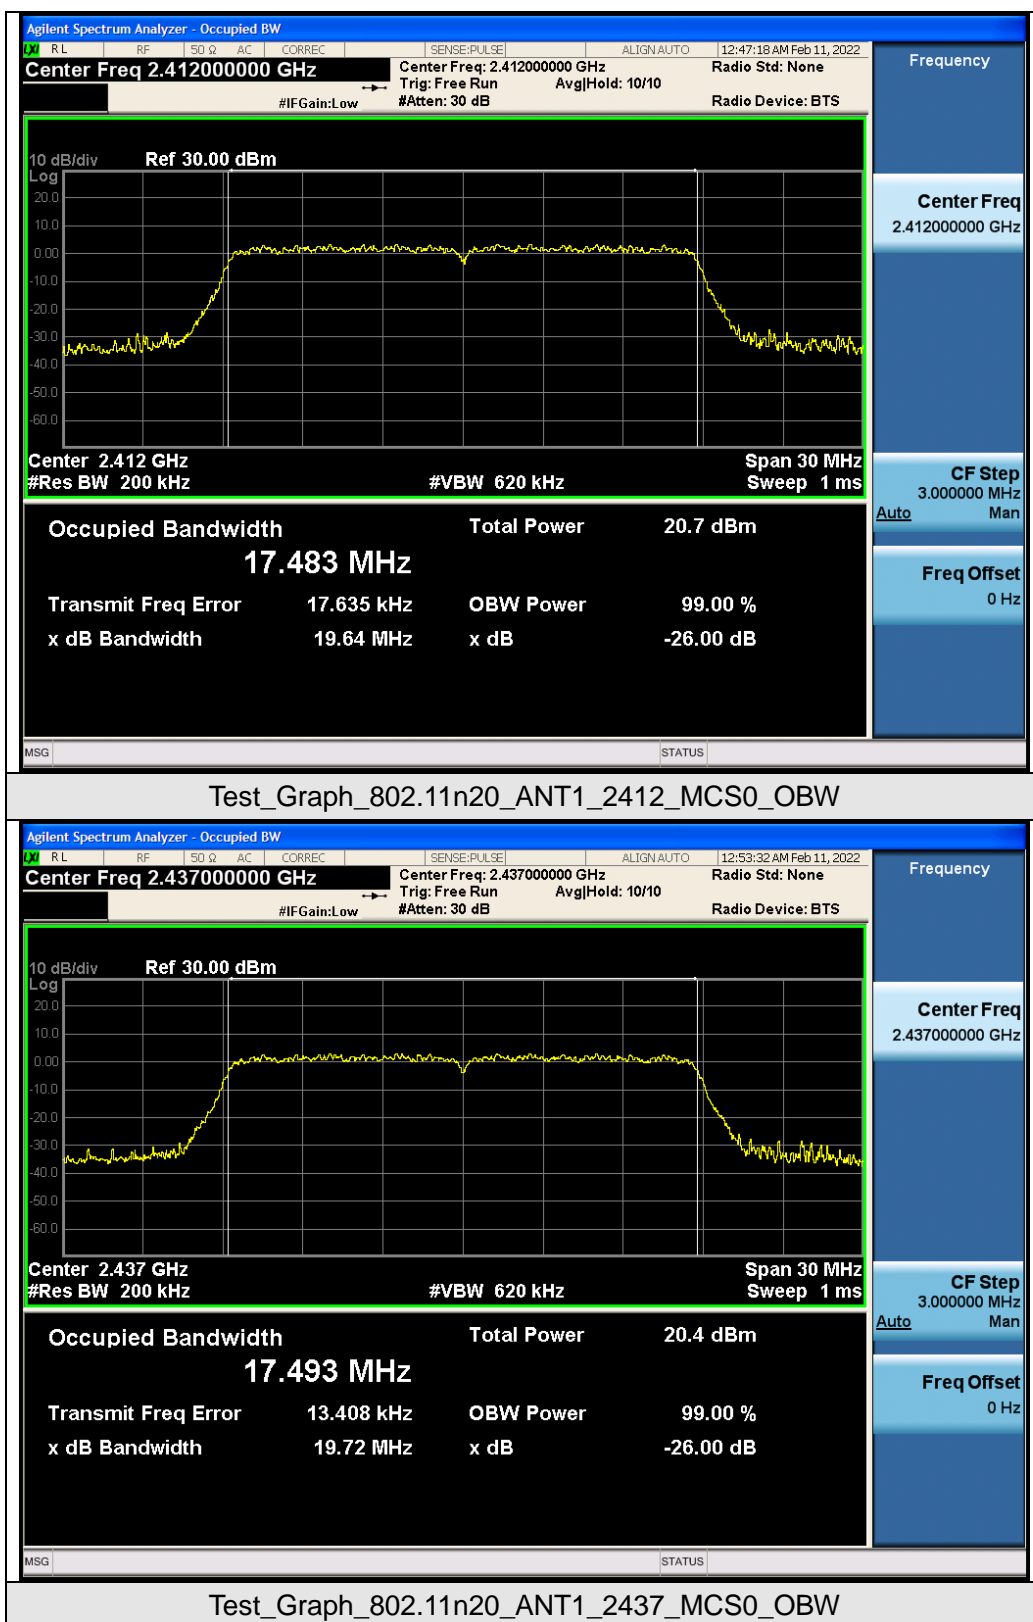 Agilent Spectrum Analyzer - Occupied BW
LXI RL RF 50 Ω AC CORREC SENSE:PULSE ALIGN AUTO 12:47:18 AM Feb 11, 2022
Center Freq 2.412000000 GHz
Center Freq: 2.412000000 GHz
Radio Std: None
Trig: Free Run Avg|Hold: 10/10
#IFGain:Low #Atten: 30 dB Radio Device: BTS
10 dB/div Ref 30.00 dBm
Log
20.0
10.0
0.00
-10.0
-20.0
-30.0
-40.0
-50.0
-60.0
Center 2.412 GHz Span 30 MHz
#Res BW 200 kHz #VBW 620 kHz Sweep 1 ms
Occupied Bandwidth Total Power 20.7 dBm
17.483 MHz
Transmit Freq Error 17.635 kHz OBW Power 99.00 %
x dB Bandwidth 19.64 MHz x dB -26.00 dB
MSG STATUS
Frequency
Center Freq
2.412000000 GHz
CF Step
3.000000 MHz
Auto Man
Freq Offset
0 Hz
Test_Graph_802.11n20_ANT1_2412_MCS0_OBW
Agilent Spectrum Analyzer - Occupied BW
LXI RL RF 50 Ω AC CORREC SENSE:PULSE ALIGN AUTO 12:53:32 AM Feb 11, 2022
Center Freq 2.437000000 GHz
Center Freq: 2.437000000 GHz
Radio Std: None
Trig: Free Run Avg|Hold: 10/10
#IFGain:Low #Atten: 30 dB Radio Device: BTS
10 dB/div Ref 30.00 dBm
Log
20.0
10.0
0.00
-10.0
-20.0
-30.0
-40.0
-50.0
-60.0
Center 2.437 GHz Span 30 MHz
#Res BW 200 kHz #VBW 620 kHz Sweep 1 ms
Occupied Bandwidth Total Power 20.4 dBm
17.493 MHz
Transmit Freq Error 13.408 kHz OBW Power 99.00 %
x dB Bandwidth 19.72 MHz x dB -26.00 dB
MSG STATUS
Frequency
Center Freq
2.437000000 GHz
CF Step
3.000000 MHz
Auto Man
Freq Offset
0 Hz
Test_Graph_802.11n20_ANT1_2437_MCS0_OBW